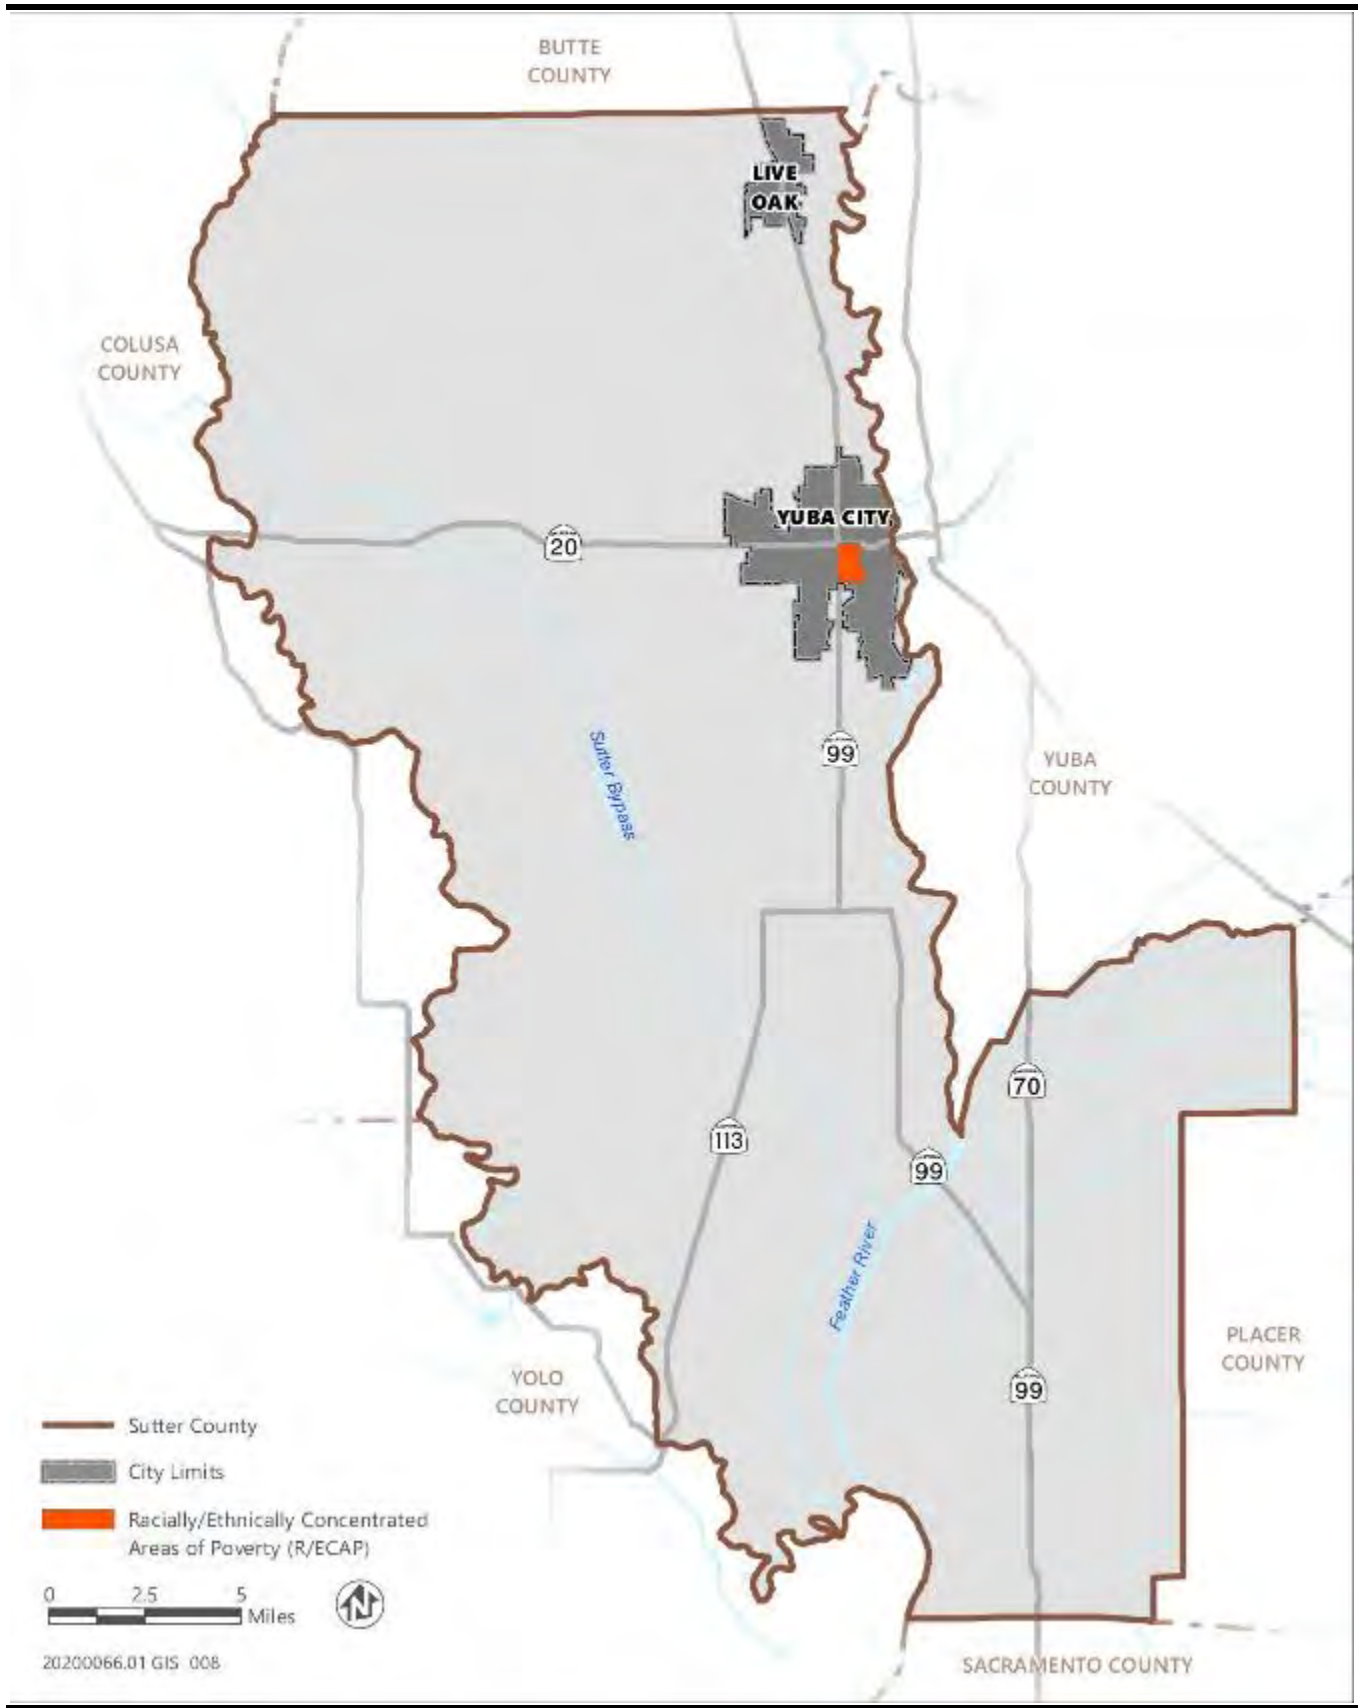 BUTTE
COUNTY
LIVE
OAK
COLUSA
COUNTY
YUBA CITY
20
Sutter Bypass
99
YUBA
COUNTY
70
113
99
Feather River
PLACER
COUNTY
99
YOLO
COUNTY
Sutter County
City Limits
Racially/Ethnically Concentrated
Areas of Poverty (R/ECAP)
0 2.5 5
Miles
N
20200066.01 GIS 008
SACRAMENTO COUNTY